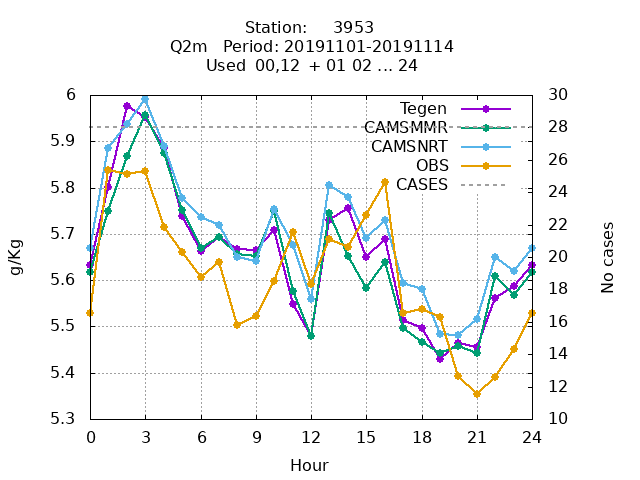 Station: 3953
Q2m Period: 20191101-20191114
Used 00,12 + 01 02 ... 24
g/Kg
6
5.9
5.8
5.7
5.6
5.5
5.4
5.3
Tegen
CAMSMMR
CAMSNRT
OBS
CASES
30
28
26
24
22
20
18
16
14
12
10
No cases
0 3 6 9 12 15 18 21 24
Hour